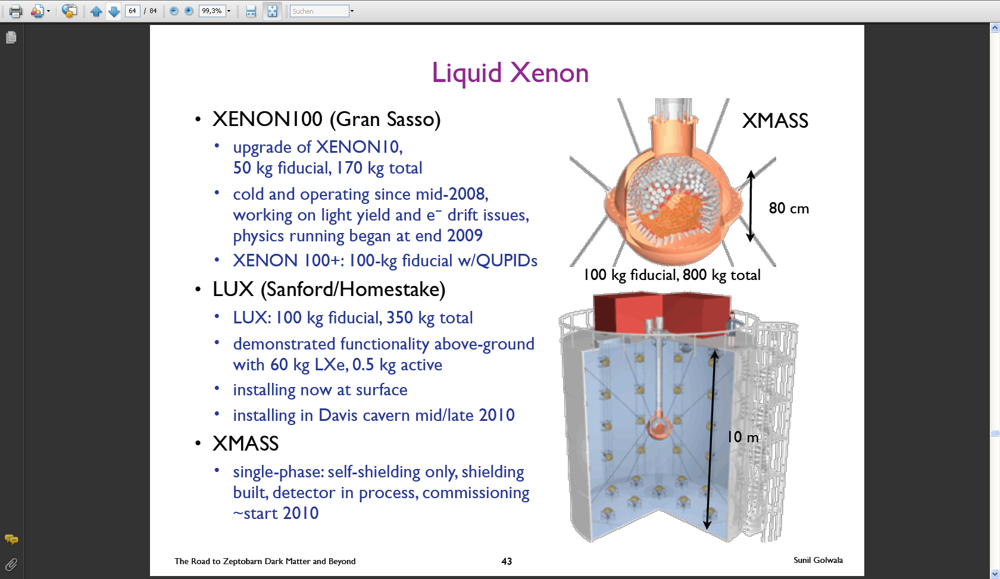 64 / 84
99,3%
Suchen
Liquid Xenon
• XENON100 (Gran Sasso)
• upgrade of XENON10,
50 kg fiducial, 170 kg total
• cold and operating since mid-2008,
working on light yield and e⁻ drift issues,
physics running began at end 2009
• XENON 100+: 100-kg fiducial w/QUPIDs
• LUX (Sanford/Homestake)
• LUX: 100 kg fiducial, 350 kg total
• demonstrated functionality above-ground
with 60 kg LXe, 0.5 kg active
• installing now at surface
• installing in Davis cavern mid/late 2010
• XMASS
• single-phase: self-shielding only, shielding
built, detector in process, commissioning
~start 2010
XMASS
80 cm
100 kg fiducial, 800 kg total
10 m
The Road to Zeptobarn Dark Matter and Beyond
43
Sunil Golwala